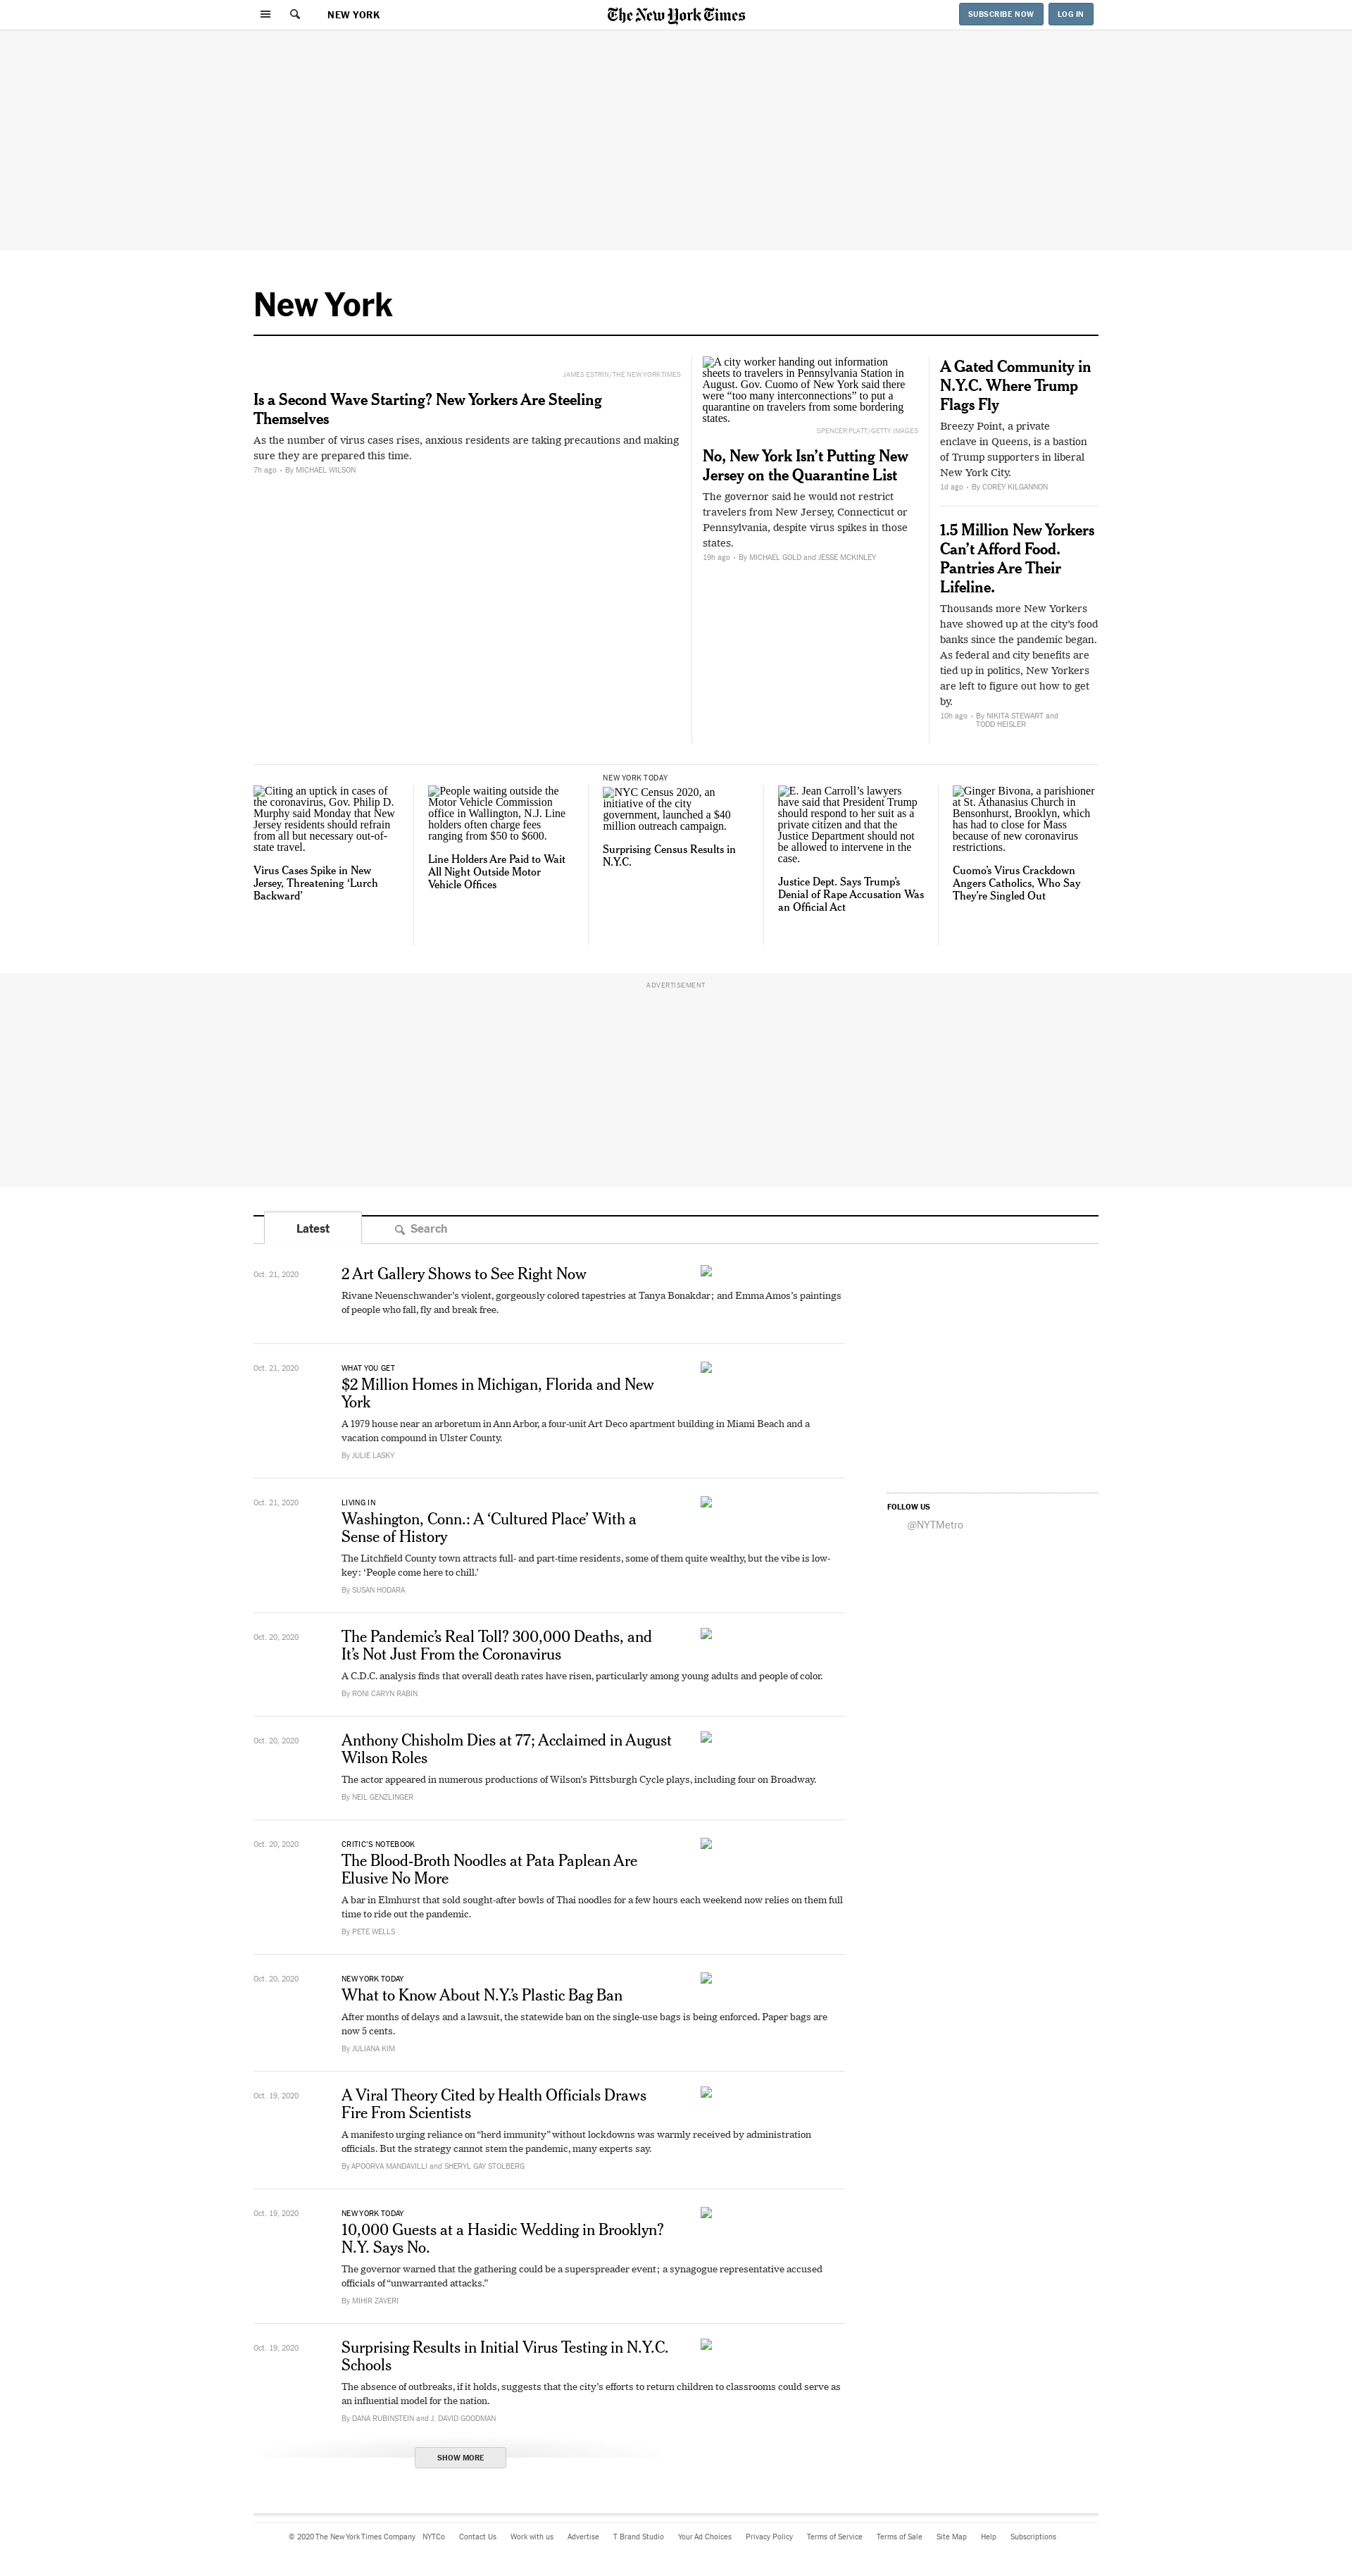 NEW YORK
The New York Times
SUBSCRIBE NOW
LOG IN
New York
JAMES ESTRIN/THE NEW YORK TIMES
Is a Second Wave Starting? New Yorkers Are Steeling
Themselves
As the number of virus cases rises, anxious residents are taking precautions and making
sure they are prepared this time.
7h ago · By MICHAEL WILSON
A city worker handing out information
sheets to travelers in Pennsylvania Station in
August. Gov. Cuomo of New York said there
were “too many interconnections” to put a
quarantine on travelers from some bordering
states.
SPENCER PLATT/GETTY IMAGES
No, New York Isn’t Putting New
Jersey on the Quarantine List
The governor said he would not restrict
travelers from New Jersey, Connecticut or
Pennsylvania, despite virus spikes in those
states.
19h ago · By MICHAEL GOLD and JESSE MCKINLEY
A Gated Community in
N.Y.C. Where Trump
Flags Fly
Breezy Point, a private
enclave in Queens, is a bastion
of Trump supporters in liberal
New York City.
1d ago · By COREY KILGANNON
1.5 Million New Yorkers
Can’t Afford Food.
Pantries Are Their
Lifeline.
Thousands more New Yorkers
have showed up at the city’s food
banks since the pandemic began.
As federal and city benefits are
tied up in politics, New Yorkers
are left to figure out how to get
by.
10h ago · By NIKITA STEWART and
TODD HEISLER
Citing an uptick in cases of
the coronavirus, Gov. Philip D.
Murphy said Monday that New
Jersey residents should refrain
from all but necessary out-of-
state travel.
Virus Cases Spike in New
Jersey, Threatening ‘Lurch
Backward’
People waiting outside the
Motor Vehicle Commission
office in Wallington, N.J. Line
holders often charge fees
ranging from $50 to $600.
Line Holders Are Paid to Wait
All Night Outside Motor
Vehicle Offices
NEW YORK TODAY
NYC Census 2020, an
initiative of the city
government, launched a $40
million outreach campaign.
Surprising Census Results in
N.Y.C.
E. Jean Carroll’s lawyers
have said that President Trump
should respond to her suit as a
private citizen and that the
Justice Department should not
be allowed to intervene in the
case.
Justice Dept. Says Trump’s
Denial of Rape Accusation Was
an Official Act
Ginger Bivona, a parishioner
at St. Athanasius Church in
Bensonhurst, Brooklyn, which
has had to close for Mass
because of new coronavirus
restrictions.
Cuomo’s Virus Crackdown
Angers Catholics, Who Say
They’re Singled Out
ADVERTISEMENT
Latest
Search
Oct. 21, 2020
2 Art Gallery Shows to See Right Now
Rivane Neuenschwander’s violent, gorgeously colored tapestries at Tanya Bonakdar; and Emma Amos’s paintings
of people who fall, fly and break free.
Oct. 21, 2020
WHAT YOU GET
$2 Million Homes in Michigan, Florida and New
York
A 1979 house near an arboretum in Ann Arbor, a four-unit Art Deco apartment building in Miami Beach and a
vacation compound in Ulster County.
By JULIE LASKY
Oct. 21, 2020
LIVING IN
Washington, Conn.: A ‘Cultured Place’ With a
Sense of History
The Litchfield County town attracts full- and part-time residents, some of them quite wealthy, but the vibe is low-
key: ‘People come here to chill.’
By SUSAN HODARA
FOLLOW US
@NYTMetro
Oct. 20, 2020
The Pandemic’s Real Toll? 300,000 Deaths, and
It’s Not Just From the Coronavirus
A C.D.C. analysis finds that overall death rates have risen, particularly among young adults and people of color.
By RONI CARYN RABIN
Oct. 20, 2020
Anthony Chisholm Dies at 77; Acclaimed in August
Wilson Roles
The actor appeared in numerous productions of Wilson’s Pittsburgh Cycle plays, including four on Broadway.
By NEIL GENZLINGER
Oct. 20, 2020
CRITIC’S NOTEBOOK
The Blood-Broth Noodles at Pata Paplean Are
Elusive No More
A bar in Elmhurst that sold sought-after bowls of Thai noodles for a few hours each weekend now relies on them full
time to ride out the pandemic.
By PETE WELLS
Oct. 20, 2020
NEW YORK TODAY
What to Know About N.Y.’s Plastic Bag Ban
After months of delays and a lawsuit, the statewide ban on the single-use bags is being enforced. Paper bags are
now 5 cents.
By JULIANA KIM
Oct. 19, 2020
A Viral Theory Cited by Health Officials Draws
Fire From Scientists
A manifesto urging reliance on “herd immunity” without lockdowns was warmly received by administration
officials. But the strategy cannot stem the pandemic, many experts say.
By APOORVA MANDAVILLI and SHERYL GAY STOLBERG
Oct. 19, 2020
NEW YORK TODAY
10,000 Guests at a Hasidic Wedding in Brooklyn?
N.Y. Says No.
The governor warned that the gathering could be a superspreader event; a synagogue representative accused
officials of “unwarranted attacks.”
By MIHIR ZAVERI
Oct. 19, 2020
Surprising Results in Initial Virus Testing in N.Y.C.
Schools
The absence of outbreaks, if it holds, suggests that the city’s efforts to return children to classrooms could serve as
an influential model for the nation.
By DANA RUBINSTEIN and J. DAVID GOODMAN
SHOW MORE
© 2020 The New York Times Company NYTCo Contact Us Work with us Advertise T Brand Studio Your Ad Choices Privacy Policy Terms of Service Terms of Sale Site Map Help Subscriptions